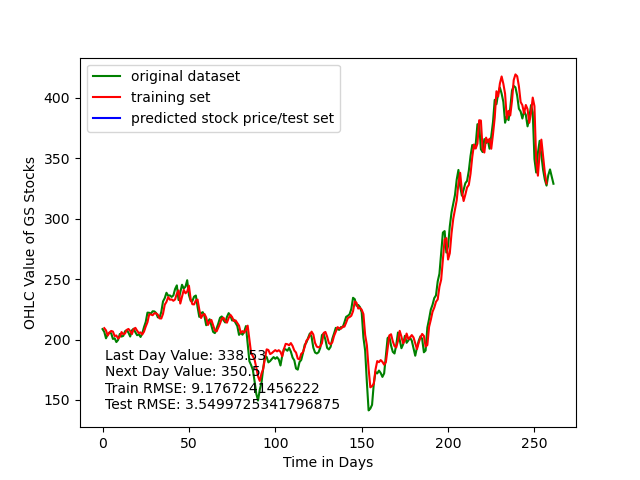 original dataset
training set
predicted stock price/test set
OHLC Value of GS Stocks
400
350
300
250
200
150
Last Day Value: 338.53
Next Day Value: 350.5
Train RMSE: 9.1767241456222
Test RMSE: 3.5499725341796875
0 50 100 150 200 250
Time in Days